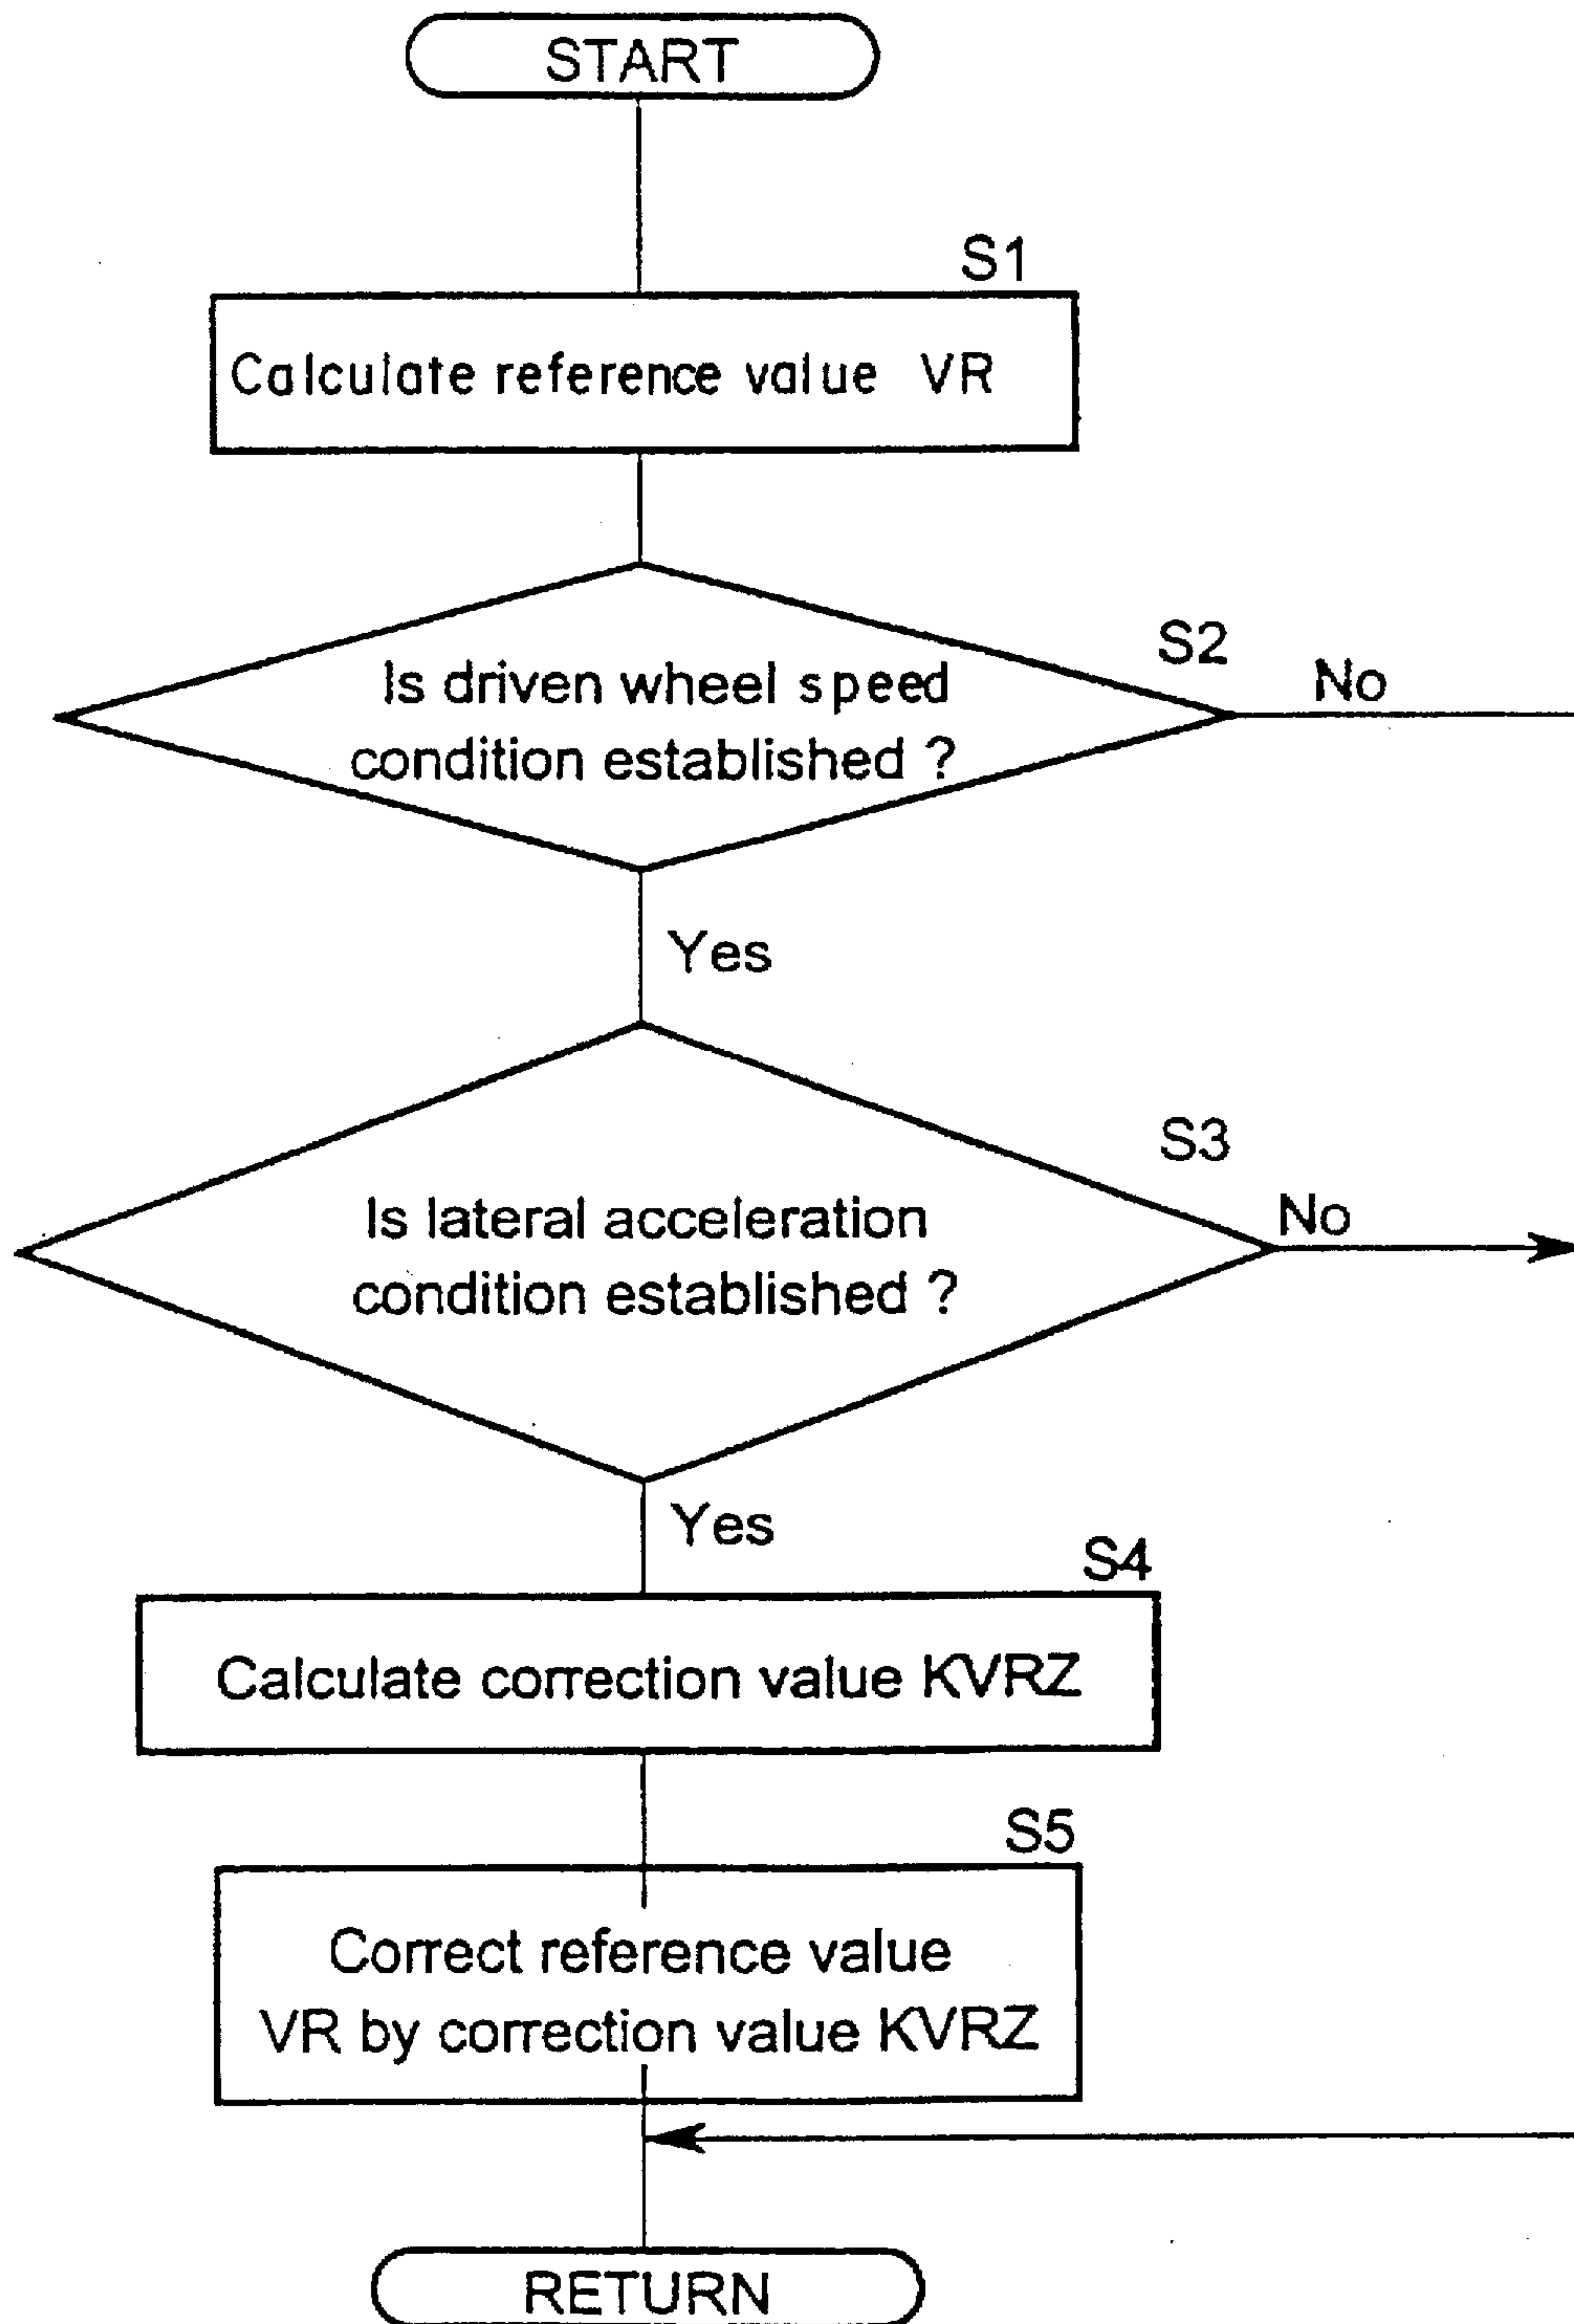 START
S1
Calculate reference value VR
S2
No
Is driven wheel speed
condition established ?
Yes
S3
No
Is lateral acceleration
condition established ?
Yes
S4
Calculate correction value KVRZ
S5
Correct reference value
VR by correction value KVRZ
RETURN